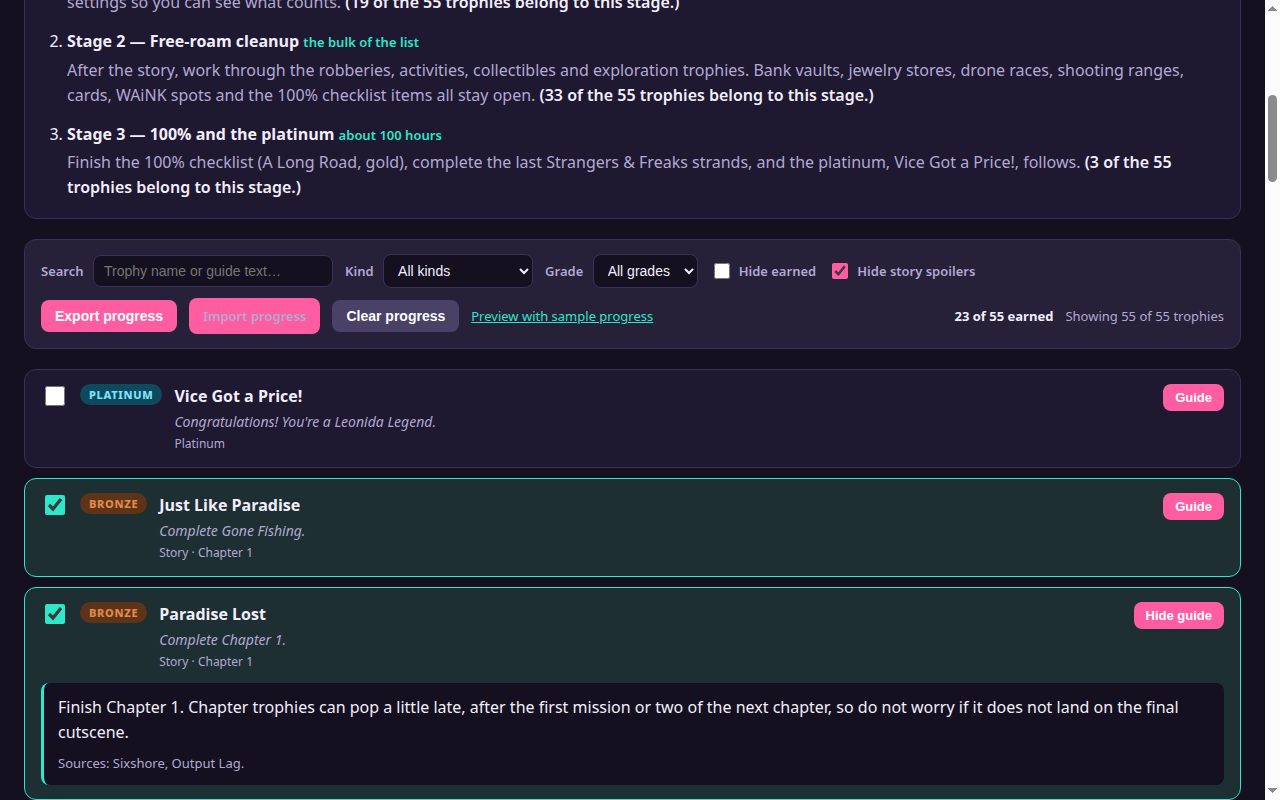 settings so you can see what counts. (19 of the 55 trophies belong to this stage.)
2. Stage 2 — Free-roam cleanup the bulk of the list
After the story, work through the robberies, activities, collectibles and exploration trophies. Bank vaults, jewelry stores, drone races, shooting ranges,
cards, WAiNK spots and the 100% checklist items all stay open. (33 of the 55 trophies belong to this stage.)
3. Stage 3 — 100% and the platinum about 100 hours
Finish the 100% checklist (A Long Road, gold), complete the last Strangers & Freaks strands, and the platinum, Vice Got a Price!, follows. (3 of the 55
trophies belong to this stage.)
Search Trophy name or guide text… Kind All kinds Grade All grades Hide earned Hide story spoilers
Export progress Import progress Clear progress Preview with sample progress 23 of 55 earned Showing 55 of 55 trophies
PLATINUM Vice Got a Price! Guide
Congratulations! You're a Leonida Legend.
Platinum
BRONZE Just Like Paradise Guide
Complete Gone Fishing.
Story · Chapter 1
BRONZE Paradise Lost Hide guide
Complete Chapter 1.
Story · Chapter 1
Finish Chapter 1. Chapter trophies can pop a little late, after the first mission or two of the next chapter, so do not worry if it does not land on the final
cutscene.
Sources: Sixshore, Output Lag.